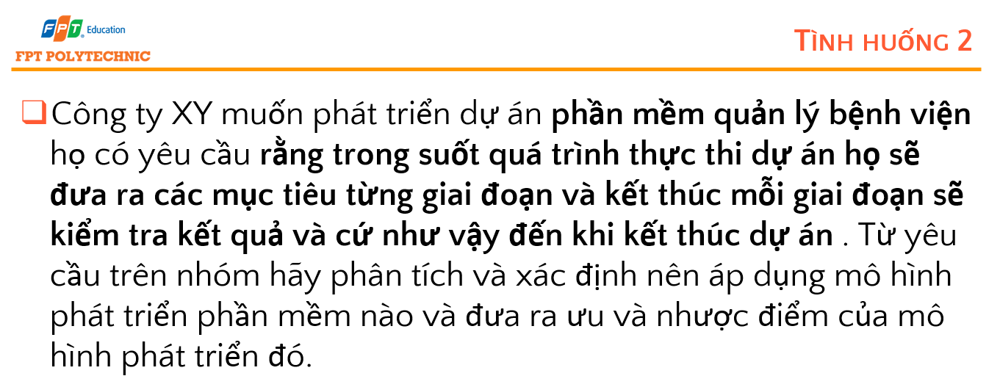 FPT Education
FPT POLYTECHNIC
TÌNH HUỐNG 2
Công ty XY muốn phát triển dự án phần mềm quản lý bệnh viện
họ có yêu cầu rằng trong suốt quá trình thực thi dự án họ sẽ
đưa ra các mục tiêu từng giai đoạn và kết thúc mỗi giai đoạn sẽ
kiểm tra kết quả và cứ như vậy đến khi kết thúc dự án . Từ yêu
cầu trên nhóm hãy phân tích và xác định nên áp dụng mô hình
phát triển phần mềm nào và đưa ra ưu và nhược điểm của mô
hình phát triển đó.